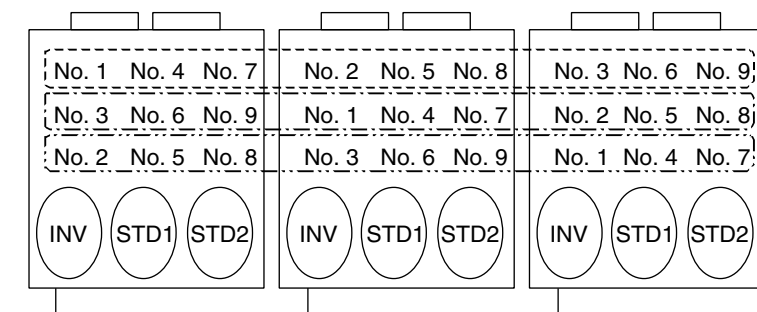 No. 1 No. 4 No. 7 No. 2 No. 5 No. 8 No. 3 No. 6 No. 9
No. 3 No. 6 No. 9 No. 1 No. 4 No. 7 No. 2 No. 5 No. 8
No. 2 No. 5 No. 8 No. 3 No. 6 No. 9 No. 1 No. 4 No. 7
INV STD1 STD2 INV STD1 STD2 INV STD1 STD2